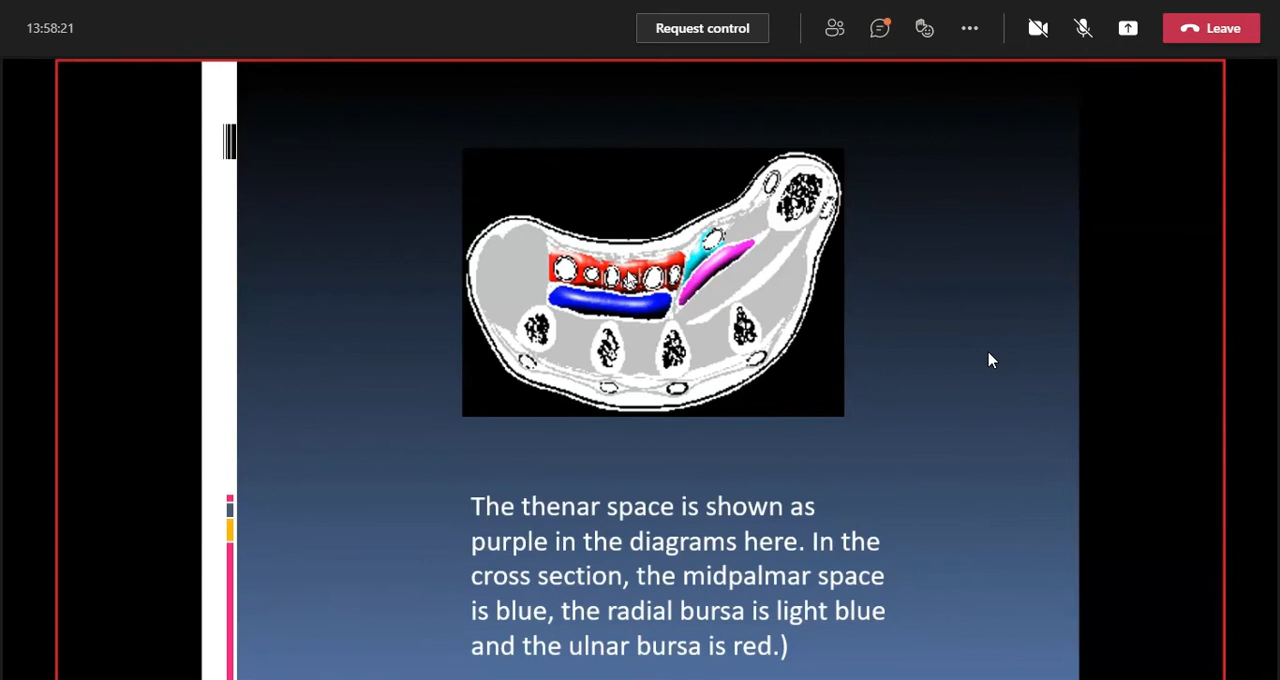 13:58:21
Request control
Leave
The thenar space is shown as
purple in the diagrams here. In the
cross section, the midpalmar space
is blue, the radial bursa is light blue
and the ulnar bursa is red.)